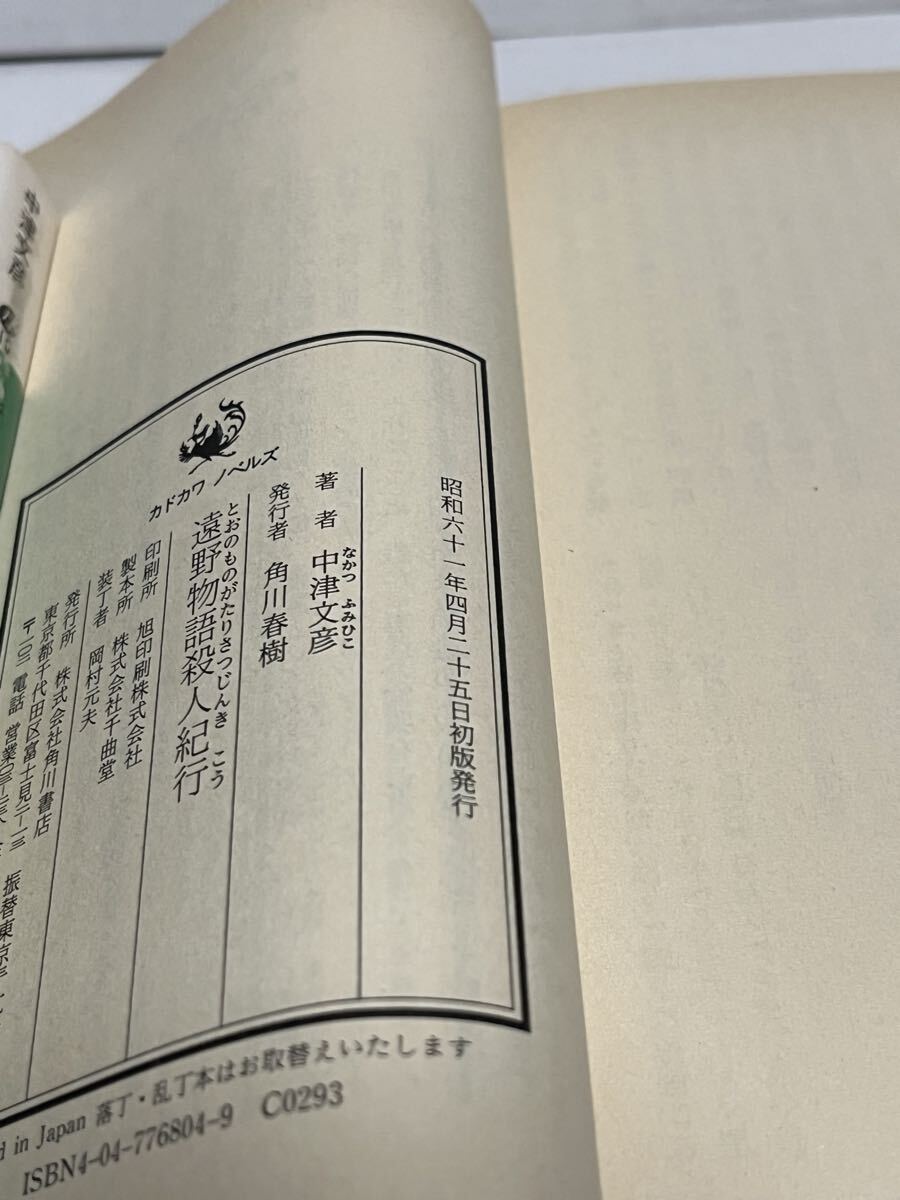 中津文彦
カドカワ ノベルズ
遠野物語殺人紀行
とおのものがたりさつじんき こう
昭和六十一年四月二十五日初版発行
著者 中津文彦
なかつ ふみひこ
発行者 角川春樹
印刷所 旭印刷株式会社
製本所 株式会社千曲堂
装丁者 岡村元夫
発行所 株式会社角川書店
東京都千代田区富士見二-一三
〒一〇二 電話 営業
振替東京
in Japan 落丁・乱丁本はお取替えいたします
ISBN4-04-776804-9 C0293